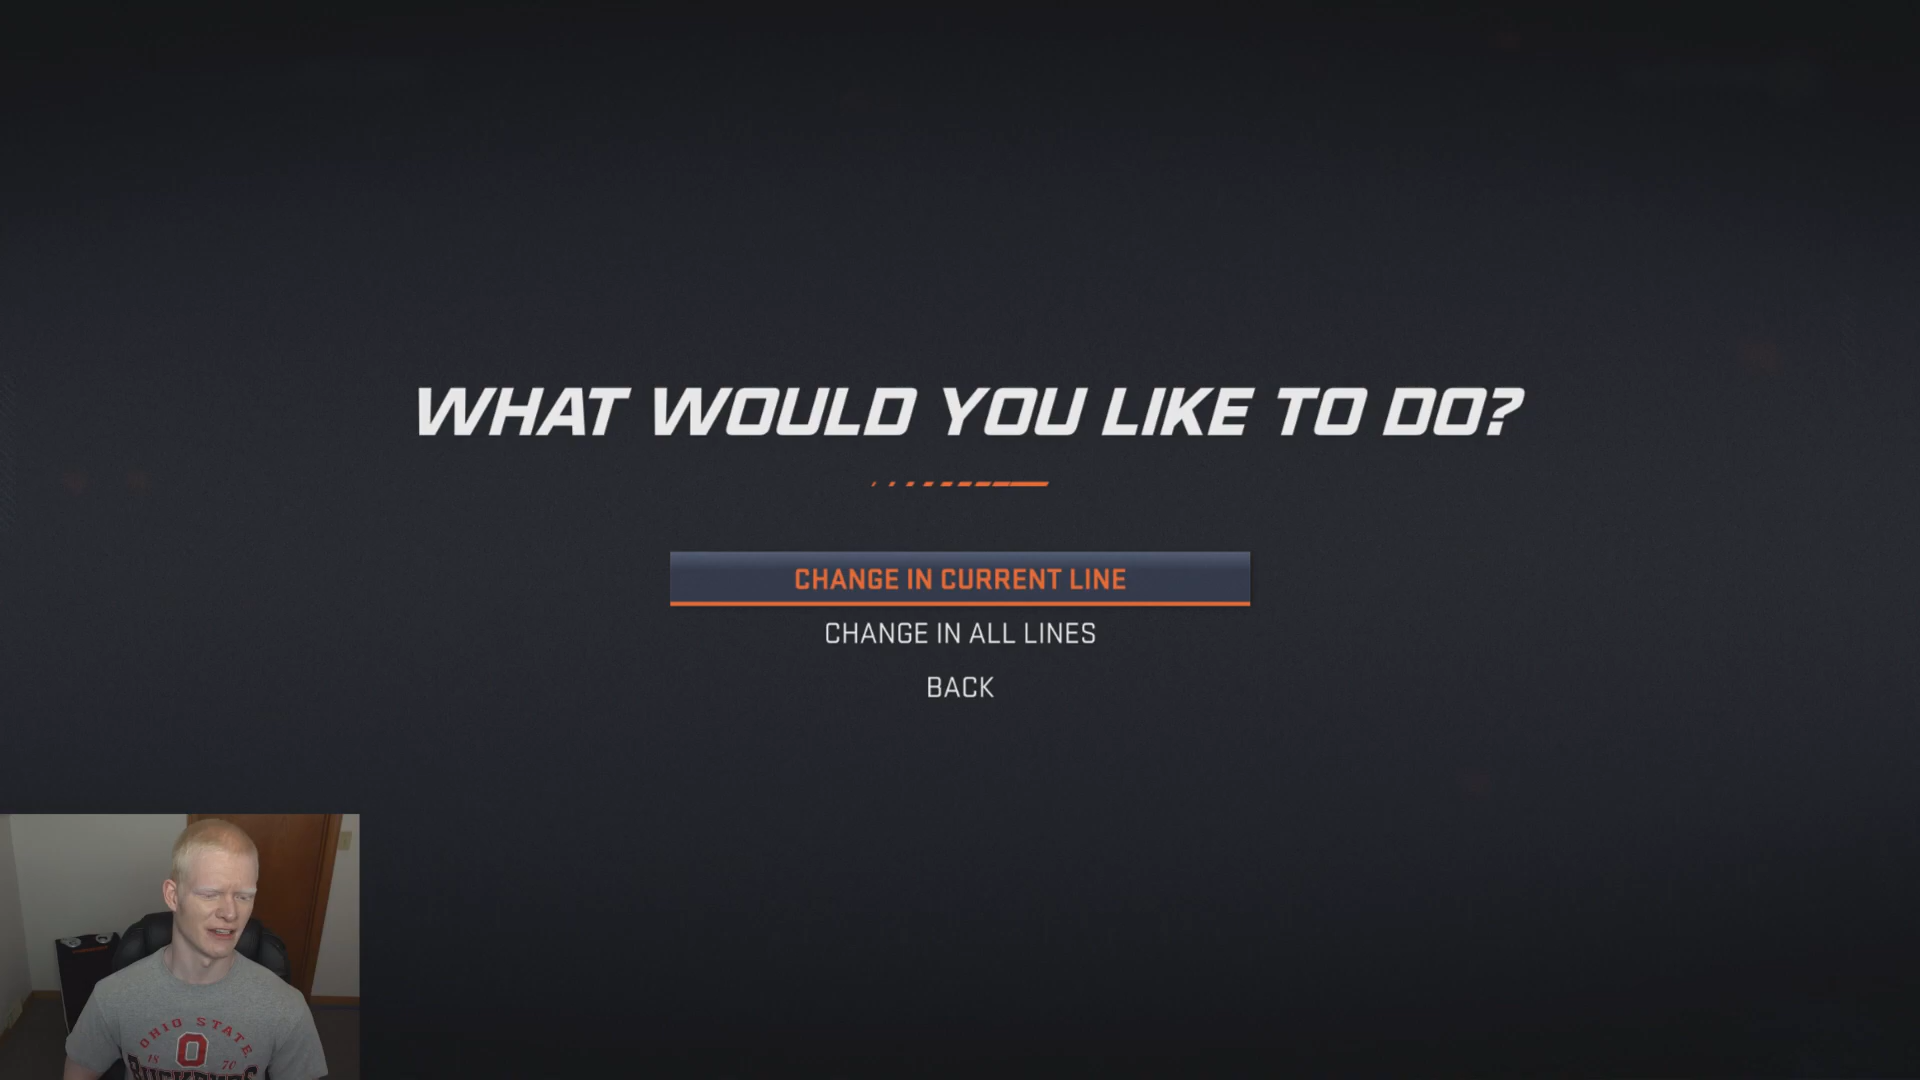 WHAT WOULD YOU LIKE TO DO?
CHANGE IN CURRENT LINE
CHANGE IN ALL LINES
BACK
OHIO STATE
18 O 70
BUCKEYES